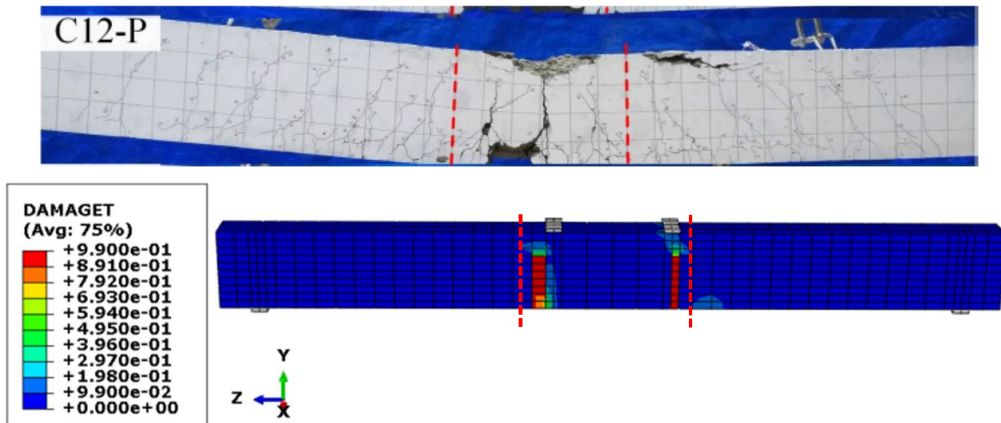 C12-P
DAMAGET
(Avg: 75%)
+9.900e-01
+8.910e-01
+7.920e-01
+6.930e-01
+5.940e-01
+4.950e-01
+3.960e-01
+2.970e-01
+1.980e-01
+9.900e-02
+0.000e+00
Y
Z
X